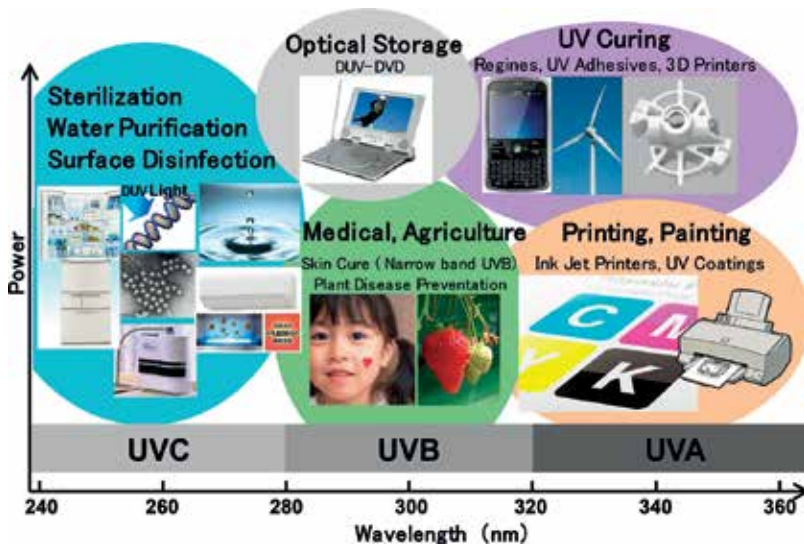 Optical Storage
DUV-DVD
UV Curing
Regines, UV Adhesives, 3D Printers
Sterilization
Water Purification
Surface Disinfection
DUV Light
Medical, Agriculture
Skin Cure ( Narrow band UVB)
Plant Disease Preventation
Printing, Painting
Ink Jet Printers, UV Coatings
C
M
Y
K
Power
UVC
UVB
UVA
240
260
280
300
320
340
360
Wavelength (nm)